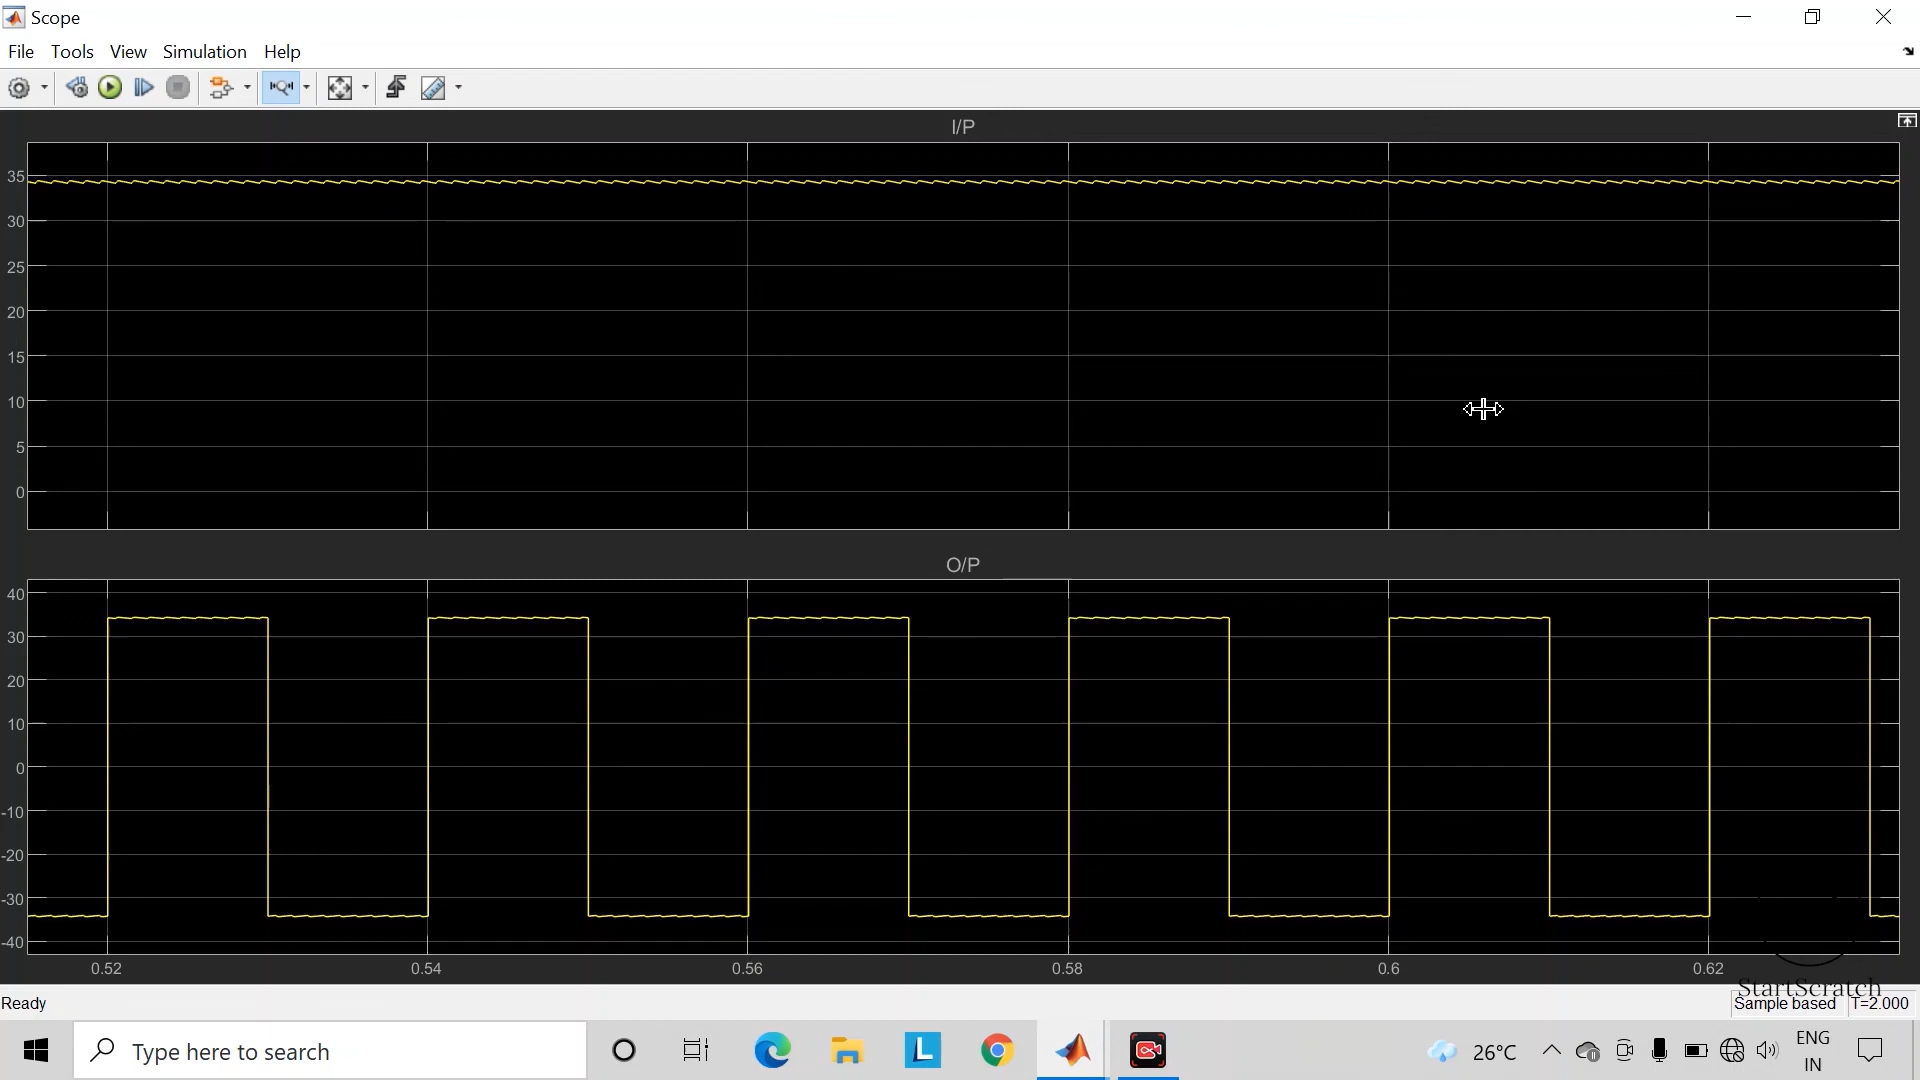 Scope
File Tools View Simulation Help
I/P
35
30
25
20
15
10
5
0
O/P
40
30
20
10
0
-10
-20
-30
-40
0.52 0.54 0.56 0.58 0.6 0.62
StartScratch
Ready Sample based T=2.000
Type here to search L 26°C ENG
IN